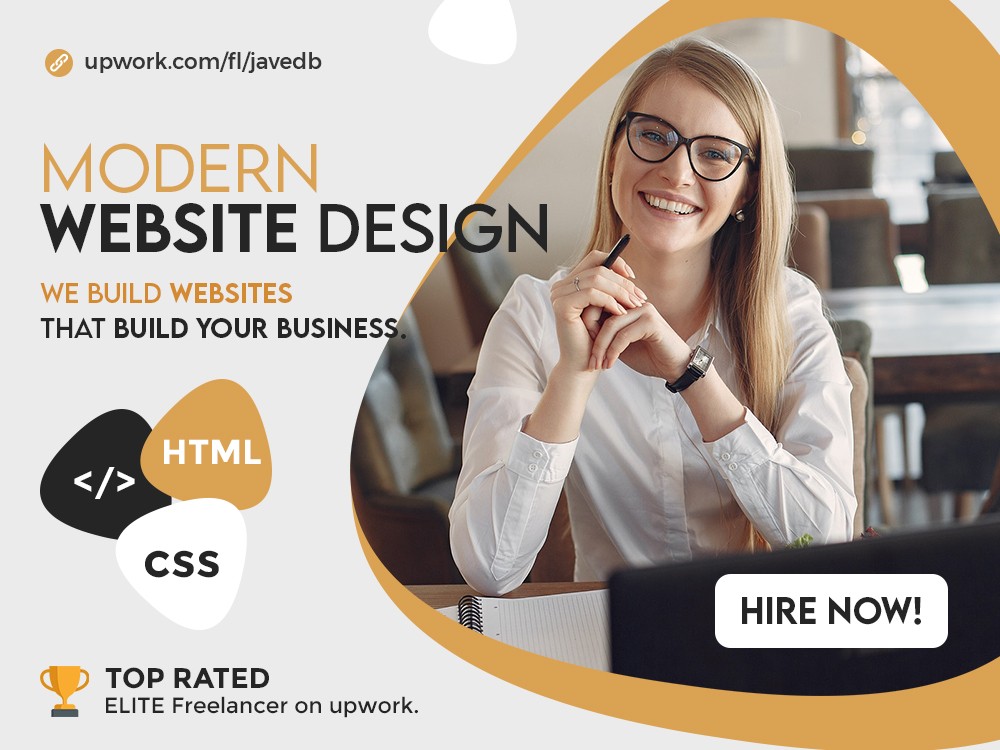 upwork.com/fl/javedb
MODERN
WEBSITE DESIGN
WE BUILD WEBSITES
THAT BUILD YOUR BUSINESS.
</>
HTML
CSS
HIRE NOW!
TOP RATED
ELITE Freelancer on upwork.